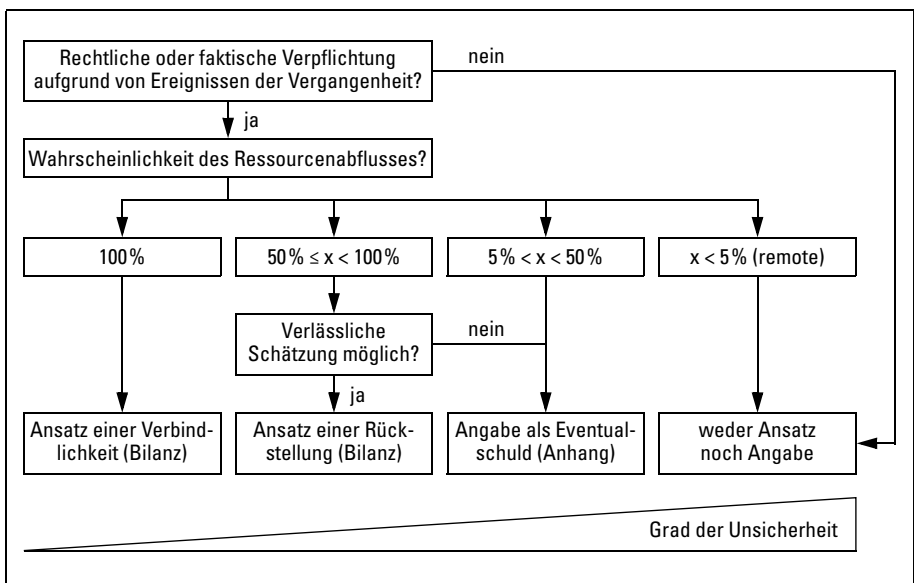 Rechtliche oder faktische Verpflichtung
aufgrund von Ereignissen der Vergangenheit?
nein
ja
Wahrscheinlichkeit des Ressourcenabflusses?
100 %
50 % ≤ x < 100 %
5 % < x < 50 %
x < 5 % (remote)
Verlässliche
Schätzung möglich?
nein
ja
Ansatz einer Verbind-
lichkeit (Bilanz)
Ansatz einer Rück-
stellung (Bilanz)
Angabe als Eventual-
schuld (Anhang)
weder Ansatz
noch Angabe
Grad der Unsicherheit